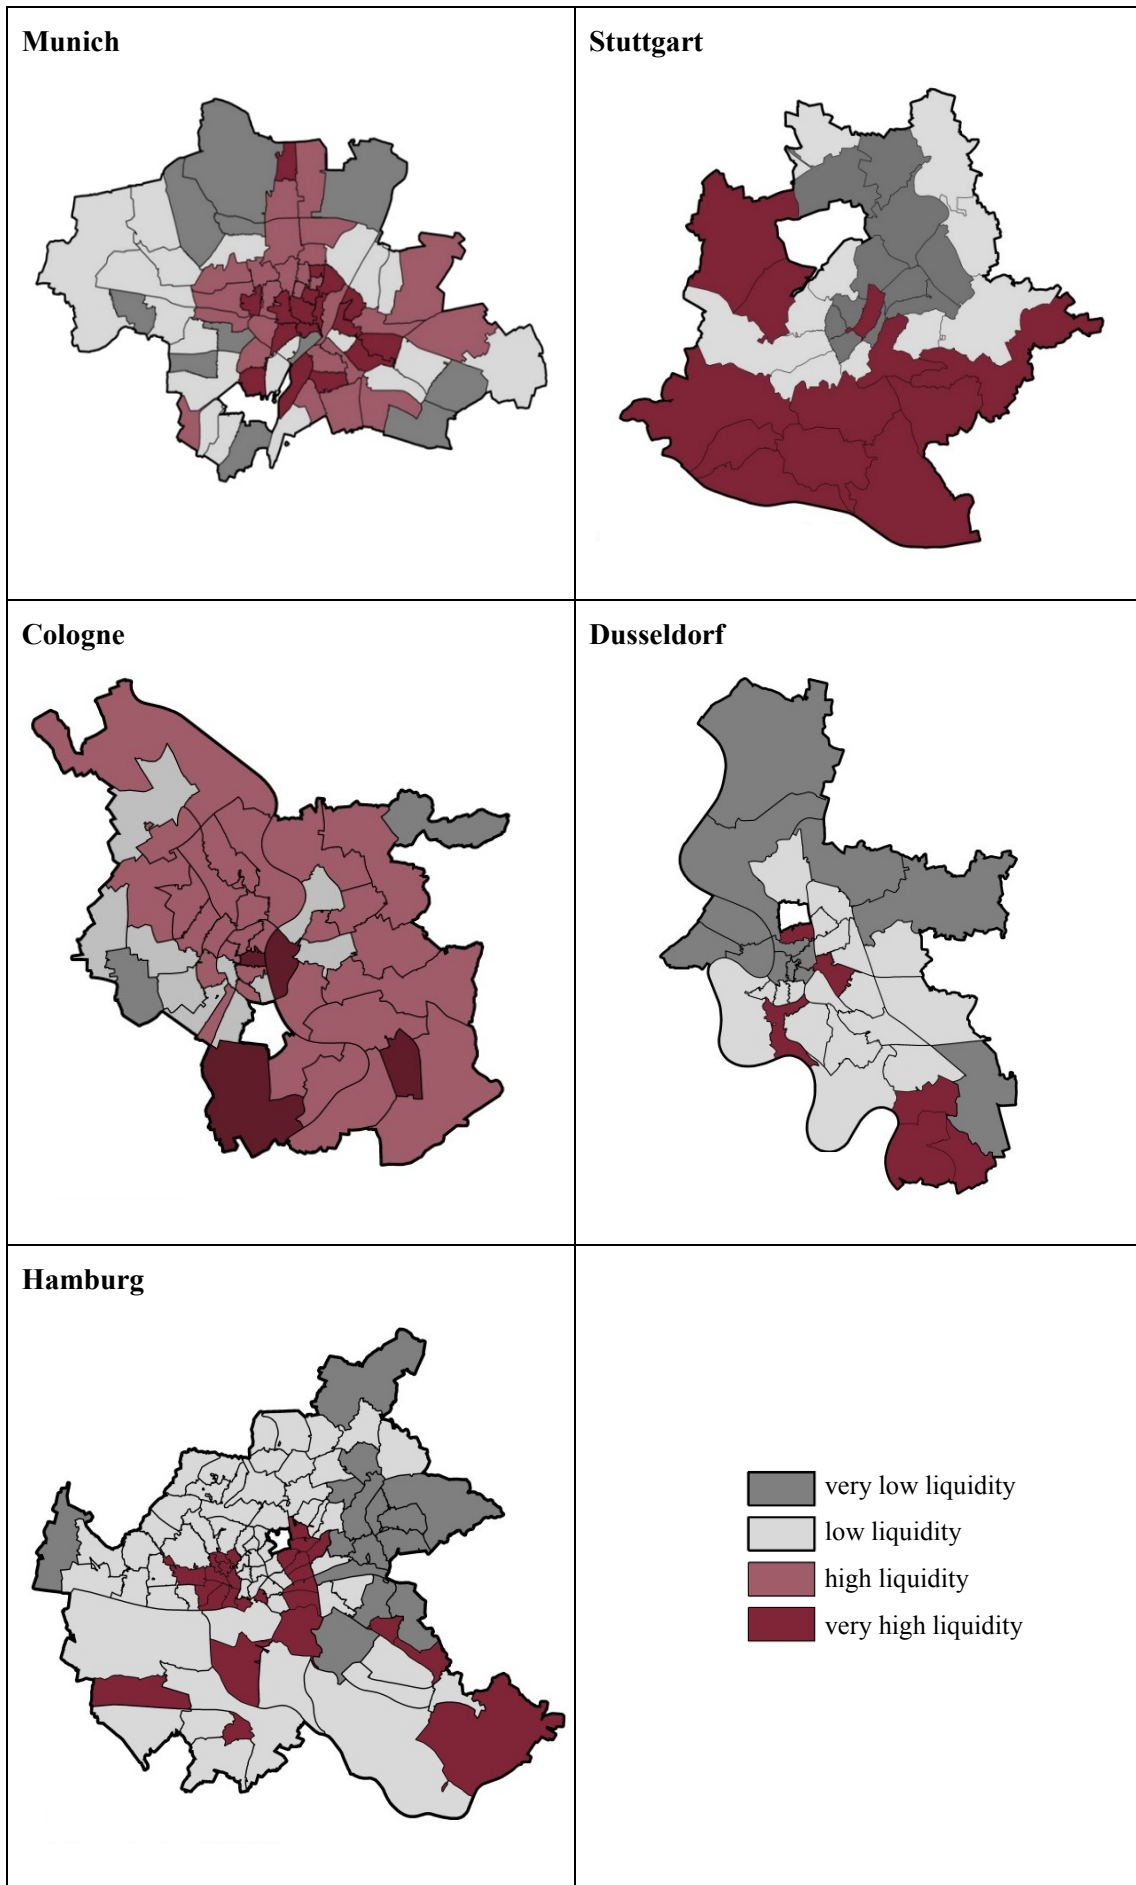 Munich
Stuttgart
Cologne
Dusseldorf
Hamburg
very low liquidity
low liquidity
high liquidity
very high liquidity